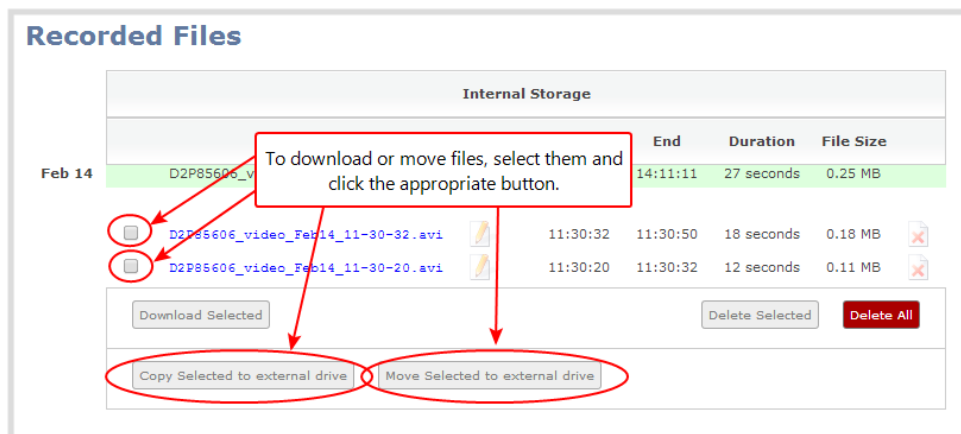 Recorded Files
Internal Storage
End Duration File Size
To download or move files, select them and
click the appropriate button.
Feb 14 D2P85606_v 14:11:11 27 seconds 0.25 MB
D2P85606_video_Feb14_11-30-32.avi 11:30:32 11:30:50 18 seconds 0.18 MB
D2P85606_video_Feb14_11-30-20.avi 11:30:20 11:30:32 12 seconds 0.11 MB
Download Selected Delete Selected Delete All
Copy Selected to external drive Move Selected to external drive